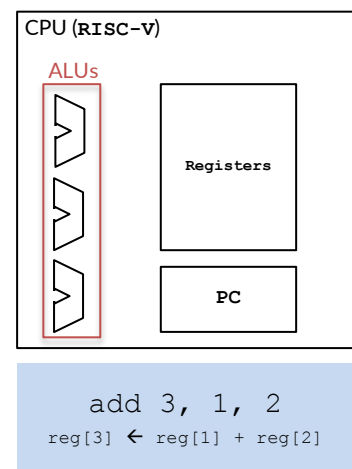 CPU (RISC-V)
ALUs
Registers
PC
add 3, 1, 2
reg[3] ← reg[1] + reg[2]